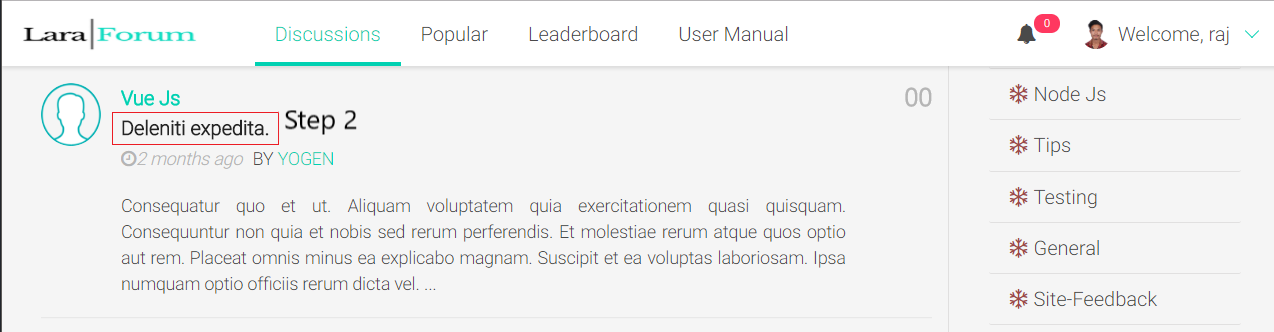 Lara|Forum Discussions Popular Leaderboard User Manual 0 Welcome, raj
Vue Js 00
Deleniti expedita. Step 2
2 months ago BY YOGEN
Consequatur quo et ut. Aliquam voluptatem quia exercitationem quasi quisquam.
Consequuntur non quia et nobis sed rerum perferendis. Et molestiae rerum atque quos optio
aut rem. Placeat omnis minus ea explicabo magnam. Suscipit et ea voluptas laboriosam. Ipsa
numquam optio officiis rerum dicta vel. ...
Node Js
Tips
Testing
General
Site-Feedback